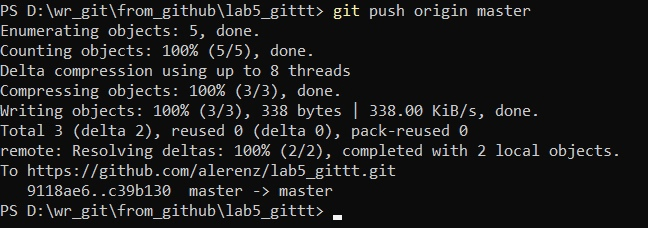 PS D:\wr_git\from_github\lab5_gittt> git push origin master
Enumerating objects: 5, done.
Counting objects: 100% (5/5), done.
Delta compression using up to 8 threads
Compressing objects: 100% (3/3), done.
Writing objects: 100% (3/3), 338 bytes | 338.00 KiB/s, done.
Total 3 (delta 2), reused 0 (delta 0), pack-reused 0
remote: Resolving deltas: 100% (2/2), completed with 2 local objects.
To https://github.com/alerenz/lab5_gittt.git
   9118ae6..c39b130  master -> master
PS D:\wr_git\from_github\lab5_gittt>